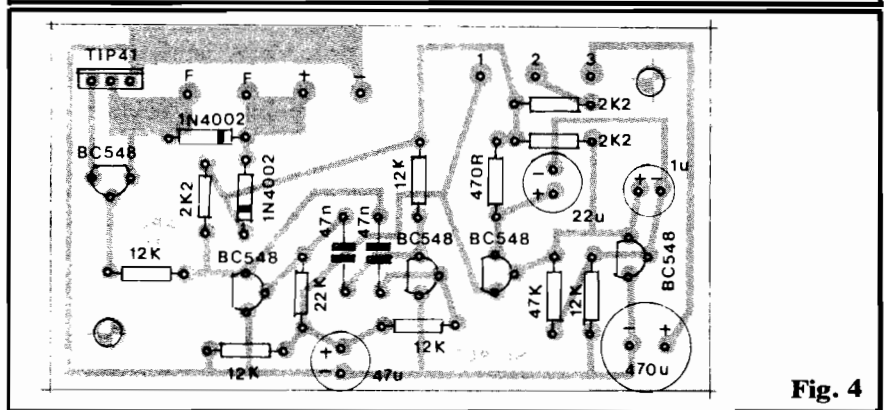 TIP41
F F + -
1 2 3
1N4002
2K2
2K2
BC548
2K2
1N4002
12K
470R
- +
22u
+ -
1u
47n 47n
BC548
BC548
BC548
BC548
12K
22K
47K
12K
12K
12K
+ -
47u
- +
470u
Fig. 4